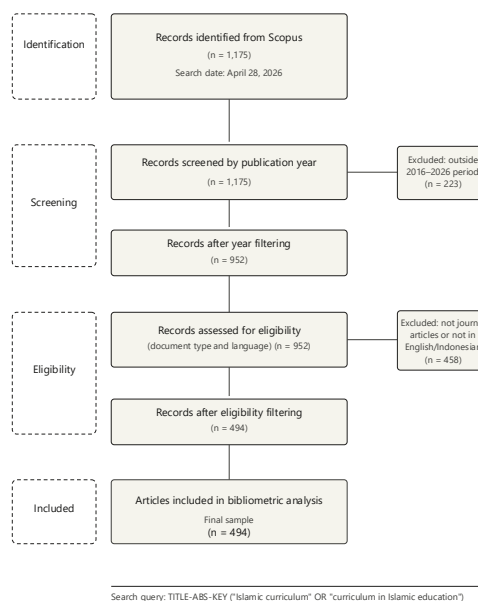 Identification
Records identified from Scopus
(n = 1,175)
Search date: April 28, 2026
Screening
Records screened by publication year
(n = 1,175)
Excluded: outside
2016–2026 period
(n = 223)
Records after year filtering
(n = 952)
Eligibility
Records assessed for eligibility
(document type and language) (n = 952)
Excluded: not journ
articles or not in
English/Indonesian
(n = 458)
Records after eligibility filtering
(n = 494)
Included
Articles included in bibliometric analysis
Final sample
(n = 494)
Search query: TITLE-ABS-KEY ("Islamic curriculum" OR "curriculum in Islamic education")